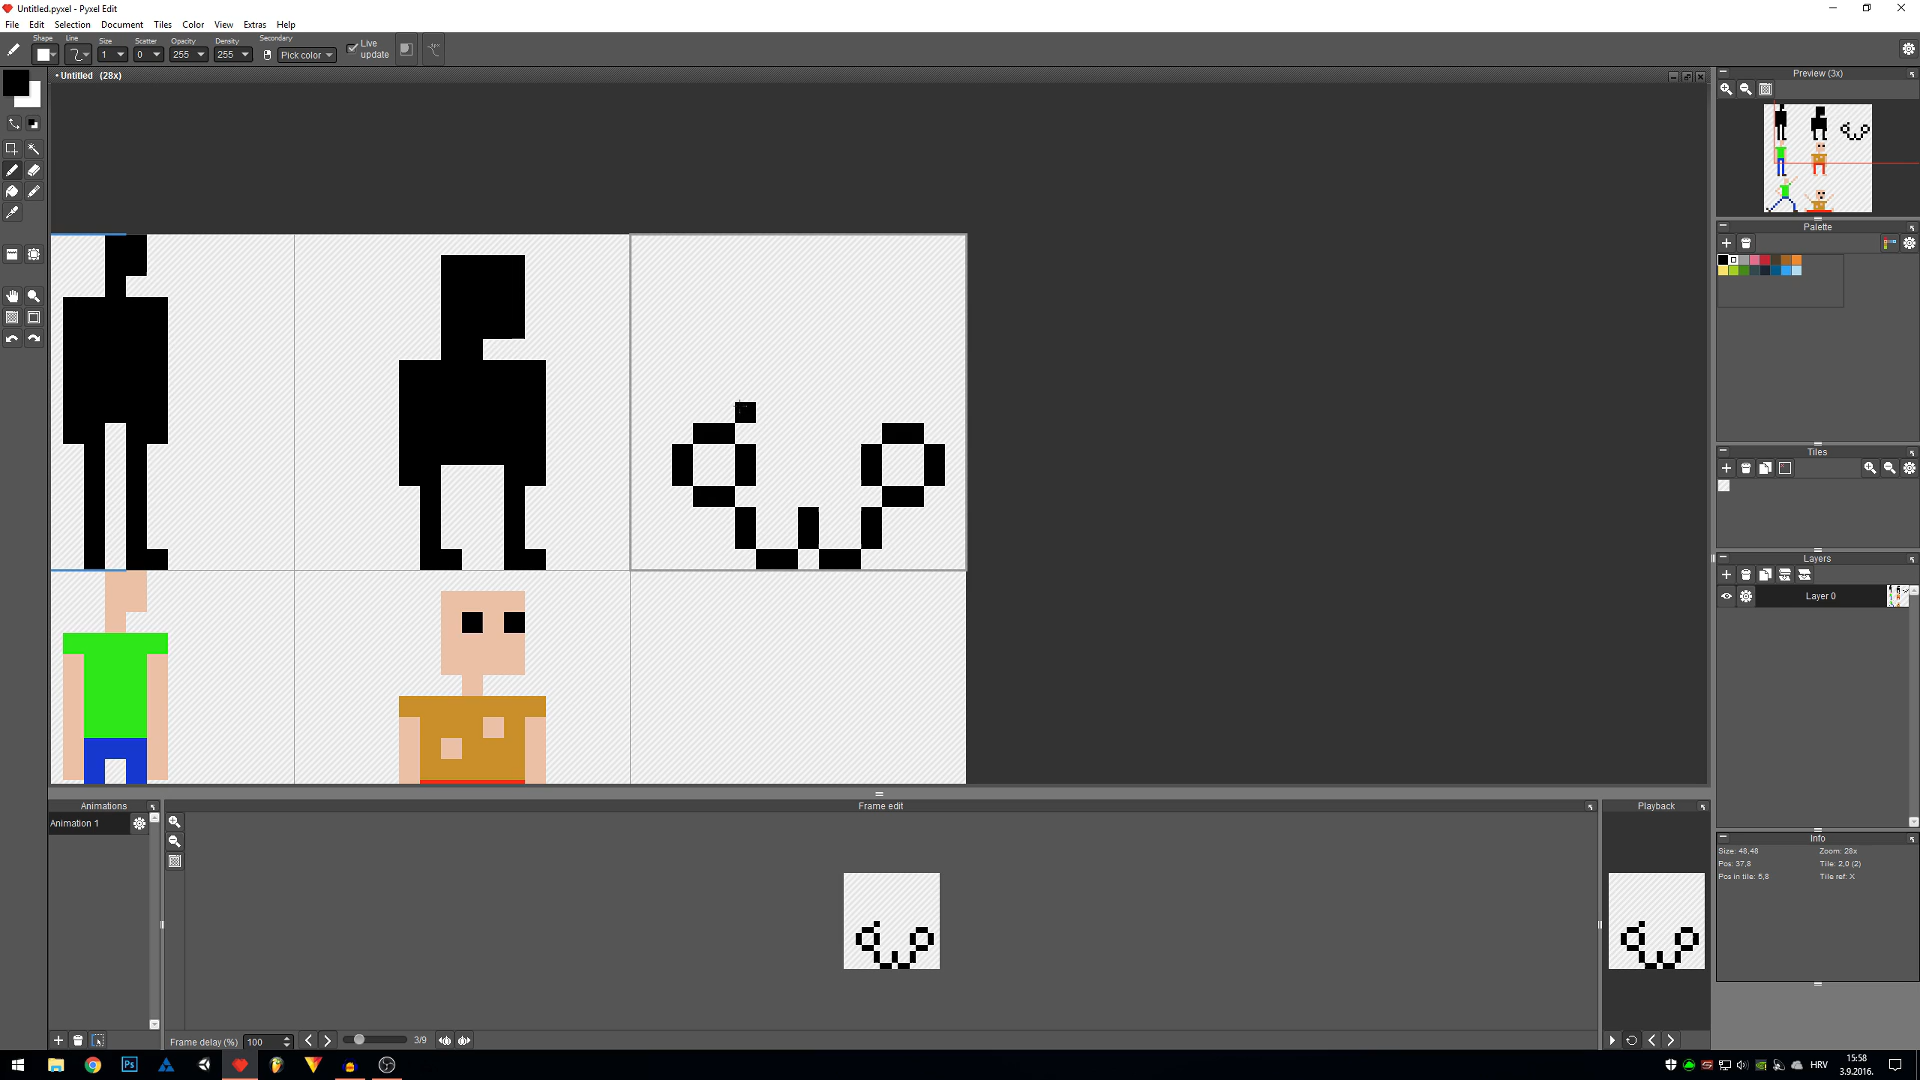 Untitled.pyxel - Pyxel Edit
File Edit Selection Document Tiles Color View Extras Help
Shape Line Size Scatter Opacity Density Secondary
1 0 255 255 Pick color Live update
• Untitled (28x)
Preview (3x)
Palette
Tiles
Layers
Layer 0
Animations Frame edit Playback
Animation 1
Info
Size: 48,48 Zoom: 28x
Pos: 37,8 Tile: 2,0 (2)
Pos in tile: 5,8 Tile ref: X
Frame delay (%) 100 3/9
Ps
HRV
15:58
3.9.2016.